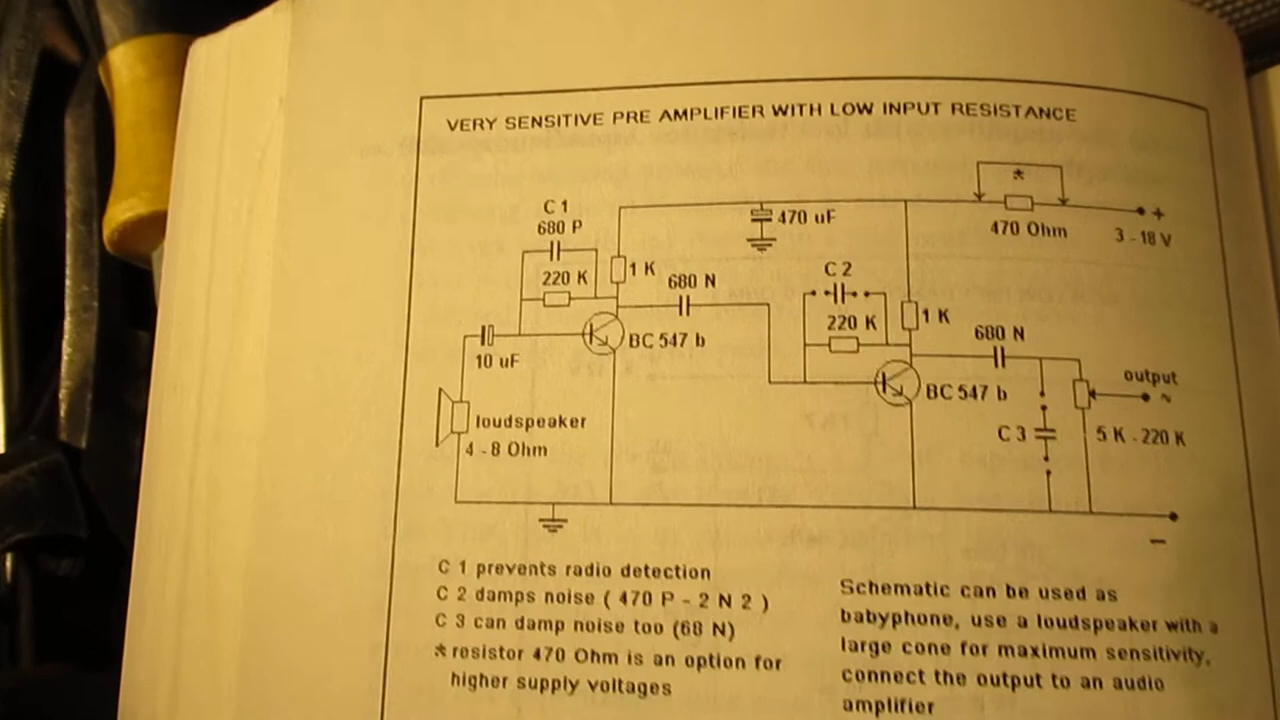 VERY SENSITIVE PRE AMPLIFIER WITH LOW INPUT RESISTANCE
*
C 1
680 P
470 uF
470 Ohm
+
3 - 18 V
220 K
1 K
680 N
C 2
220 K
1 K
680 N
10 uF
BC 547 b
BC 547 b
output
~
loudspeaker
4 - 8 Ohm
C 3
5 K - 220 K
–
C 1 prevents radio detection
C 2 damps noise ( 470 P - 2 N 2 )
C 3 can damp noise too (68 N)
* resistor 470 Ohm is an option for
higher supply voltages
Schematic can be used as
babyphone, use a loudspeaker with a
large cone for maximum sensitivity,
connect the output to an audio
amplifier